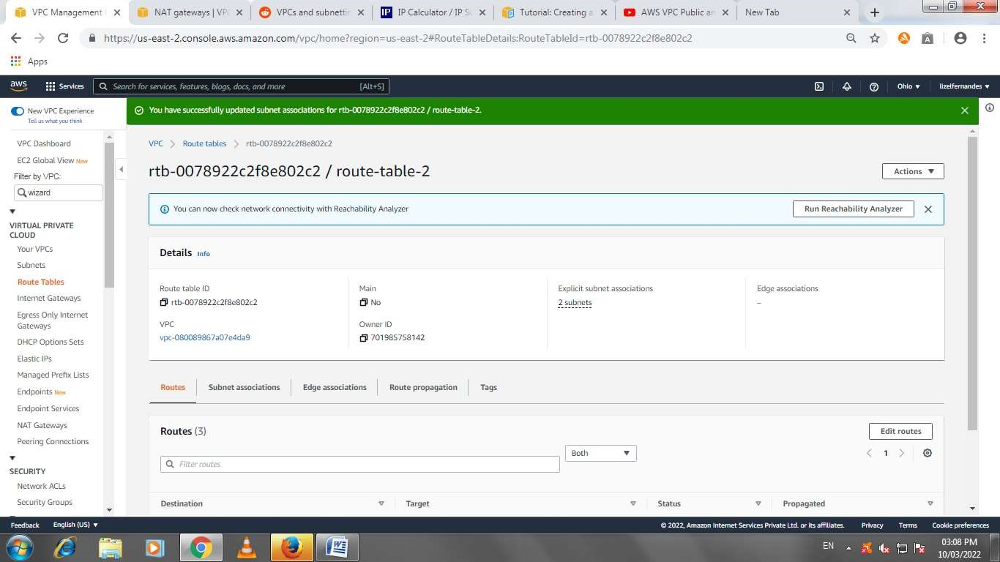 VPC Management C
NAT gateways | VPC
VPCs and subnettin
IP Calculator / IP Su
Tutorial: Creating a
AWS VPC Public an
New Tab
https://us-east-2.console.aws.amazon.com/vpc/home?region=us-east-2#RouteTableDetails:RouteTableId=rtb-0078922c2f8e802c2
Apps
aws
Services
Search for services, features, blogs, docs, and more
[Alt+S]
Ohio
lizelfernandes
New VPC Experience
Tell us what you think
You have successfully updated subnet associations for rtb-0078922c2f8e802c2 / route-table-2.
VPC Dashboard
EC2 Global View New
Filter by VPC:
wizard
VIRTUAL PRIVATE
CLOUD
Your VPCs
Subnets
Route Tables
Internet Gateways
Egress Only Internet
Gateways
DHCP Options Sets
Elastic IPs
Managed Prefix Lists
Endpoints New
Endpoint Services
NAT Gateways
Peering Connections
SECURITY
Network ACLs
Security Groups
VPC
Route tables
rtb-0078922c2f8e802c2
rtb-0078922c2f8e802c2 / route-table-2
Actions
You can now check network connectivity with Reachability Analyzer
Run Reachability Analyzer
Details Info
Route table ID
rtb-0078922c2f8e802c2
Main
No
Explicit subnet associations
2 subnets
Edge associations
–
VPC
vpc-080089867a07e4da9
Owner ID
701985758142
Routes
Subnet associations
Edge associations
Route propagation
Tags
Routes (3)
Edit routes
Filter routes
Both
1
Destination
Target
Status
Propagated
Feedback
English (US)
© 2022, Amazon Internet Services Private Ltd. or its affiliates.
Privacy
Terms
Cookie preferences
EN
03:08 PM
10/03/2022